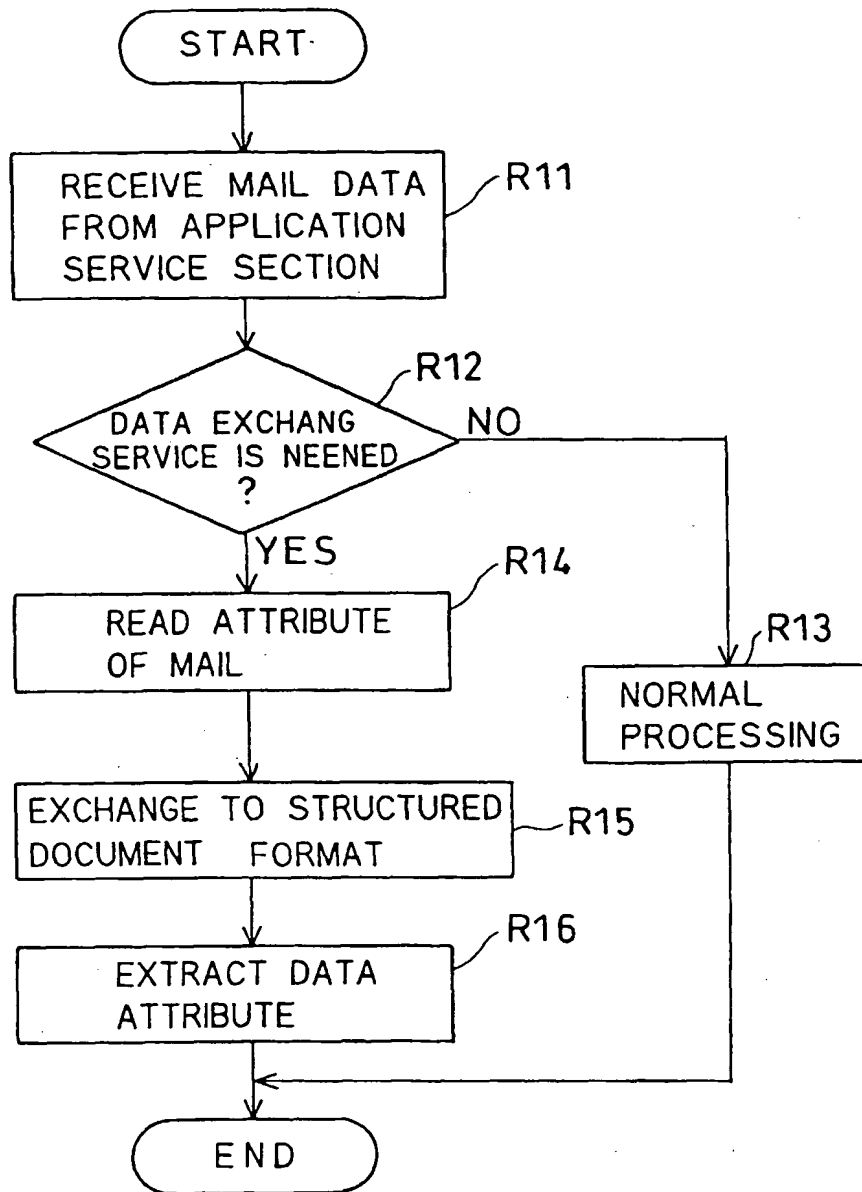 START
RECEIVE MAIL DATA
FROM APPLICATION
SERVICE SECTION
R11
R12
DATA EXCHANG
SERVICE IS NEENED
?
NO
YES
R14
READ ATTRIBUTE
OF MAIL
R13
NORMAL
PROCESSING
EXCHANGE TO STRUCTURED
DOCUMENT FORMAT
R15
R16
EXTRACT DATA
ATTRIBUTE
END